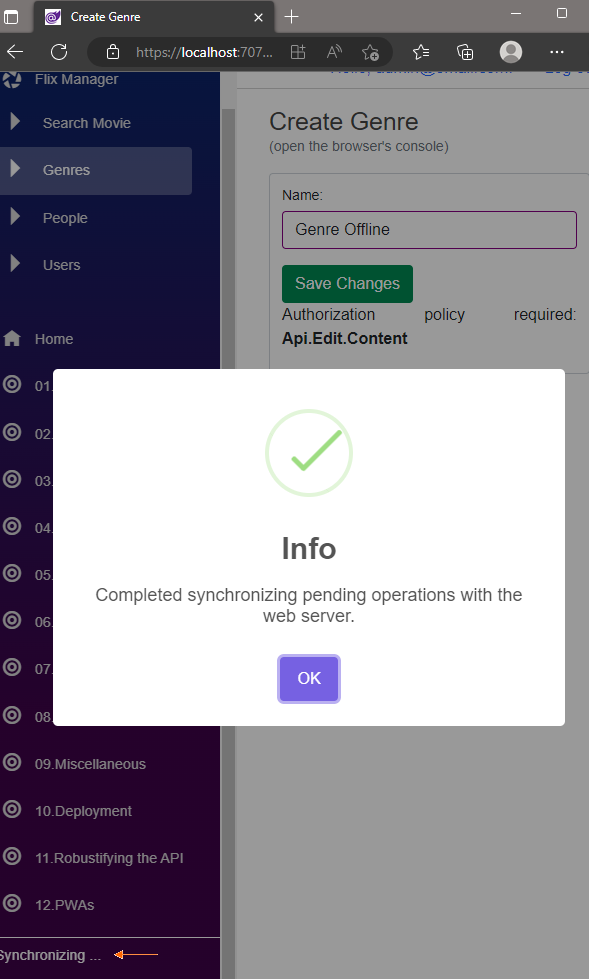 Create Genre
https://localhost:707...
Flix Manager
Search Movie
Genres
People
Users
Home
01.
02.
03.
04.
05.
06.
07.
08.
09.Miscellaneous
10.Deployment
11.Robustifying the API
12.PWAs
Synchronizing ...
Create Genre
(open the browser's console)
Name:
Genre Offline
Save Changes
Authorization policy required:
Api.Edit.Content
Info
Completed synchronizing pending operations with the
web server.
OK